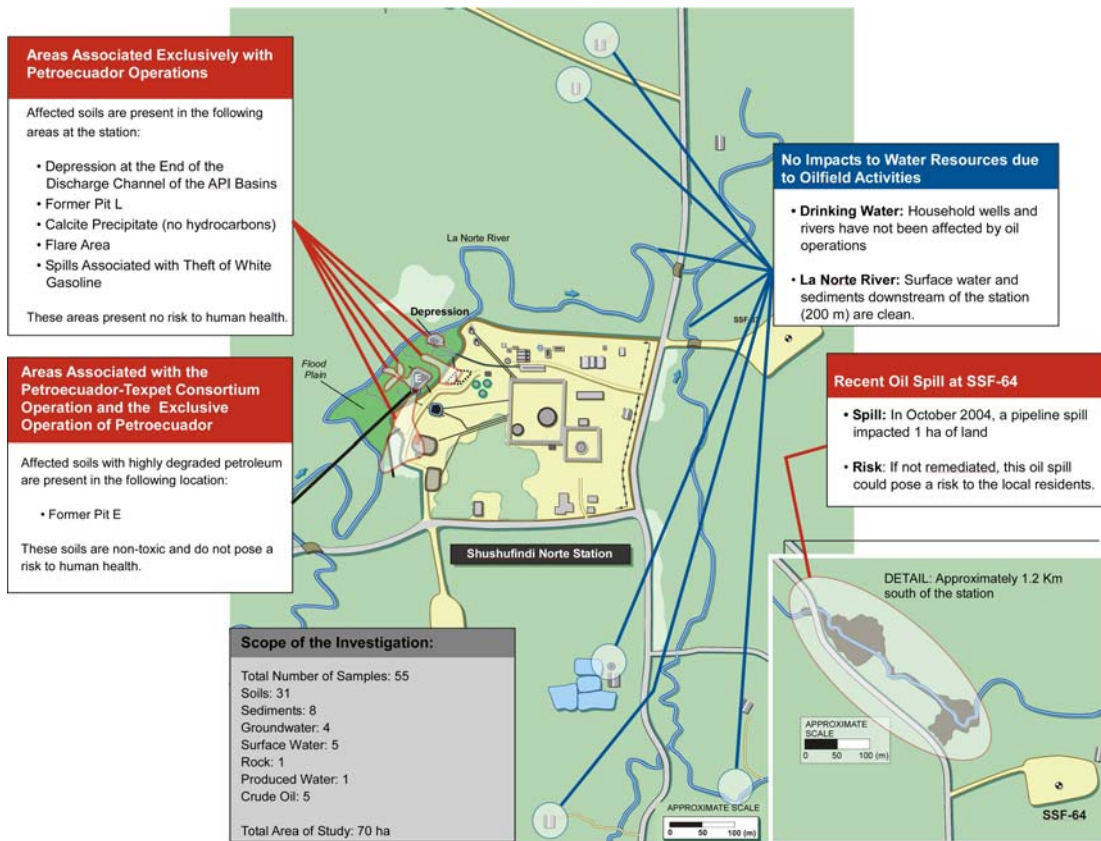 Areas Associated Exclusively with
Petroecuador Operations
Affected soils are present in the following
areas at the station:
• Depression at the End of the
Discharge Channel of the API Basins
• Former Pit L
• Calcite Precipitate (no hydrocarbons)
• Flare Area
• Spills Associated with Theft of White
Gasoline
These areas present no risk to human health.
Areas Associated with the
Petroecuador-Texpet Consortium
Operation and the Exclusive
Operation of Petroecuador
Affected soils with highly degraded petroleum
are present in the following location:
• Former Pit E
These soils are non-toxic and do not pose a
risk to human health.
La Norte River
Depression
Flood
Plain
E
Shushufindi Norte Station
No Impacts to Water Resources due
to Oilfield Activities
• Drinking Water: Household wells and
rivers have not been affected by oil
operations
• La Norte River: Surface water and
sediments downstream of the station
(200 m) are clean.
Recent Oil Spill at SSF-64
• Spill: In October 2004, a pipeline spill
impacted 1 ha of land
• Risk: If not remediated, this oil spill
could pose a risk to the local residents.
Scope of the Investigation:
Total Number of Samples: 55
Soils: 31
Sediments: 8
Groundwater: 4
Surface Water: 5
Rock: 1
Produced Water: 1
Crude Oil: 5
Total Area of Study: 70 ha
APPROXIMATE SCALE
0 50 100 (m)
DETAIL: Approximately 1.2 Km
south of the station
APPROXIMATE
SCALE
0 50 100 (m)
SSF-64